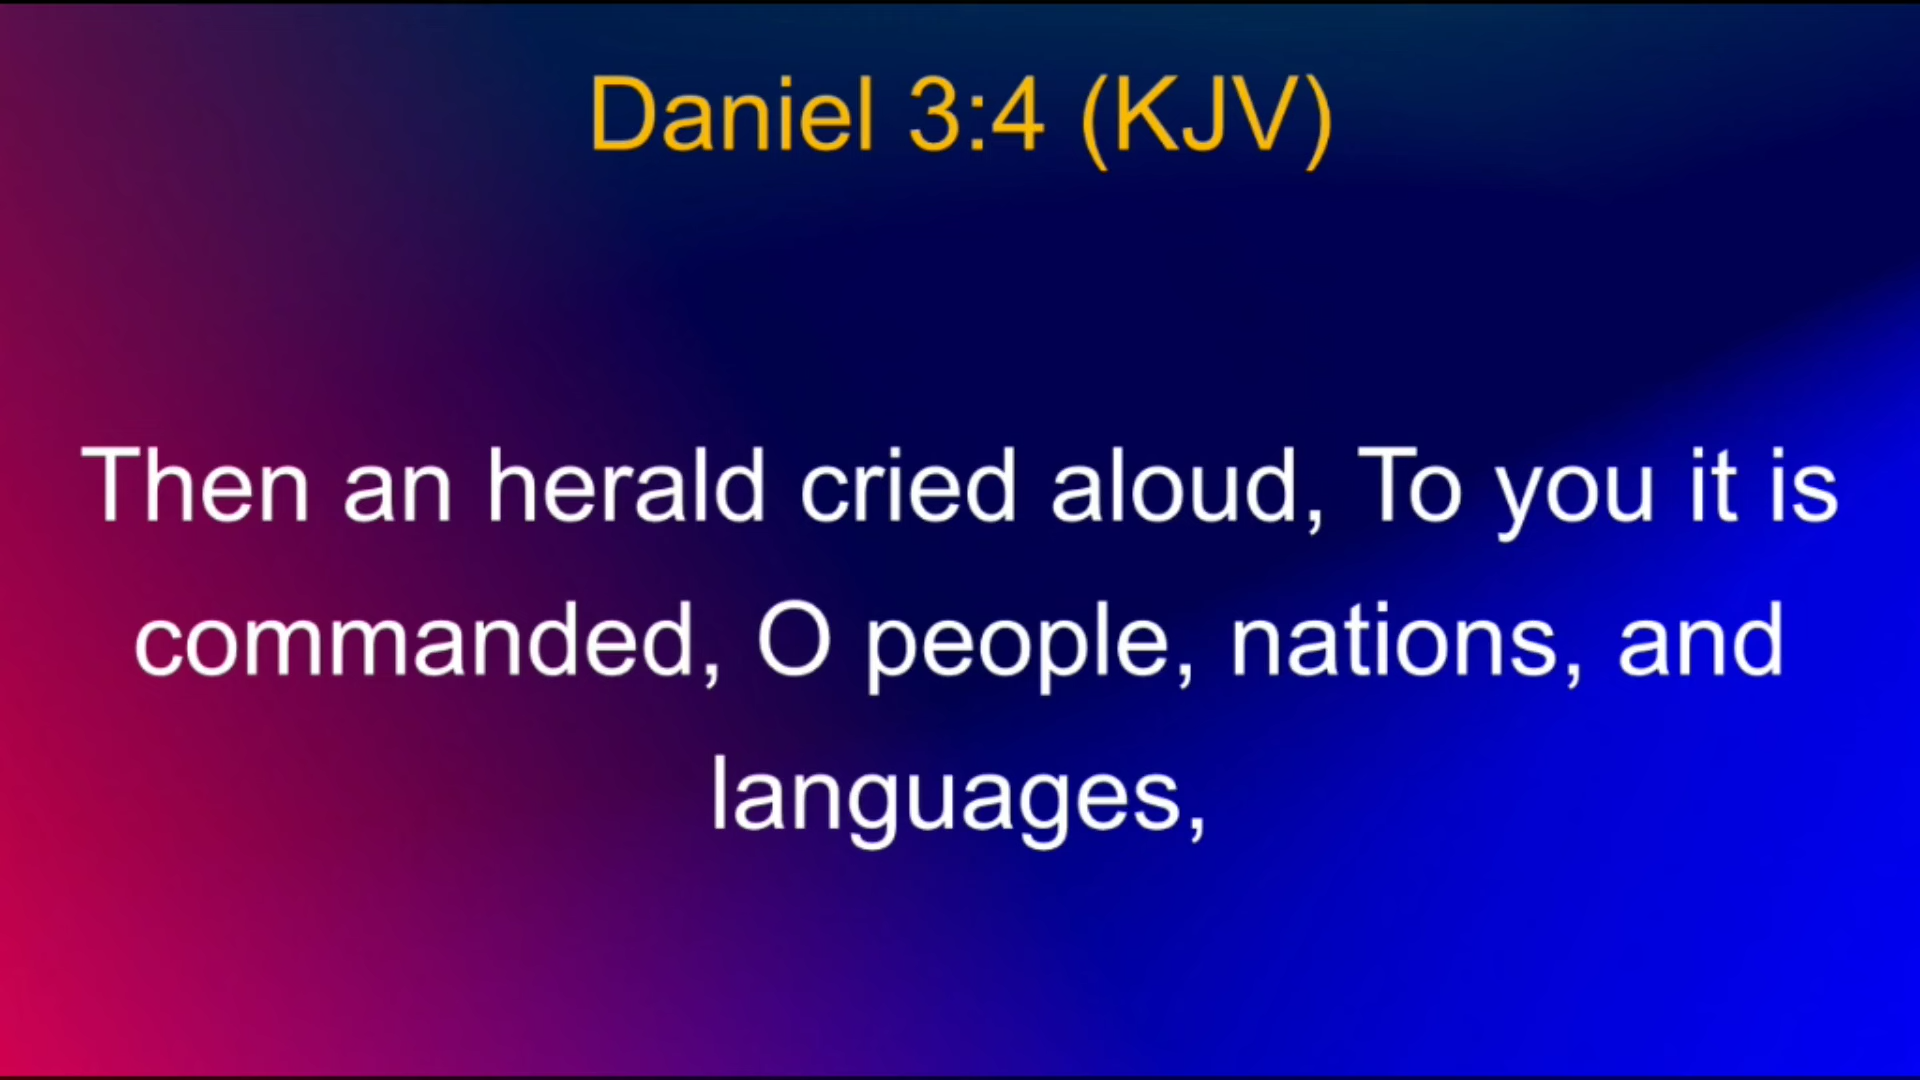 Daniel 3:4 (KJV)
Then an herald cried aloud, To you it is
commanded, O people, nations, and
languages,